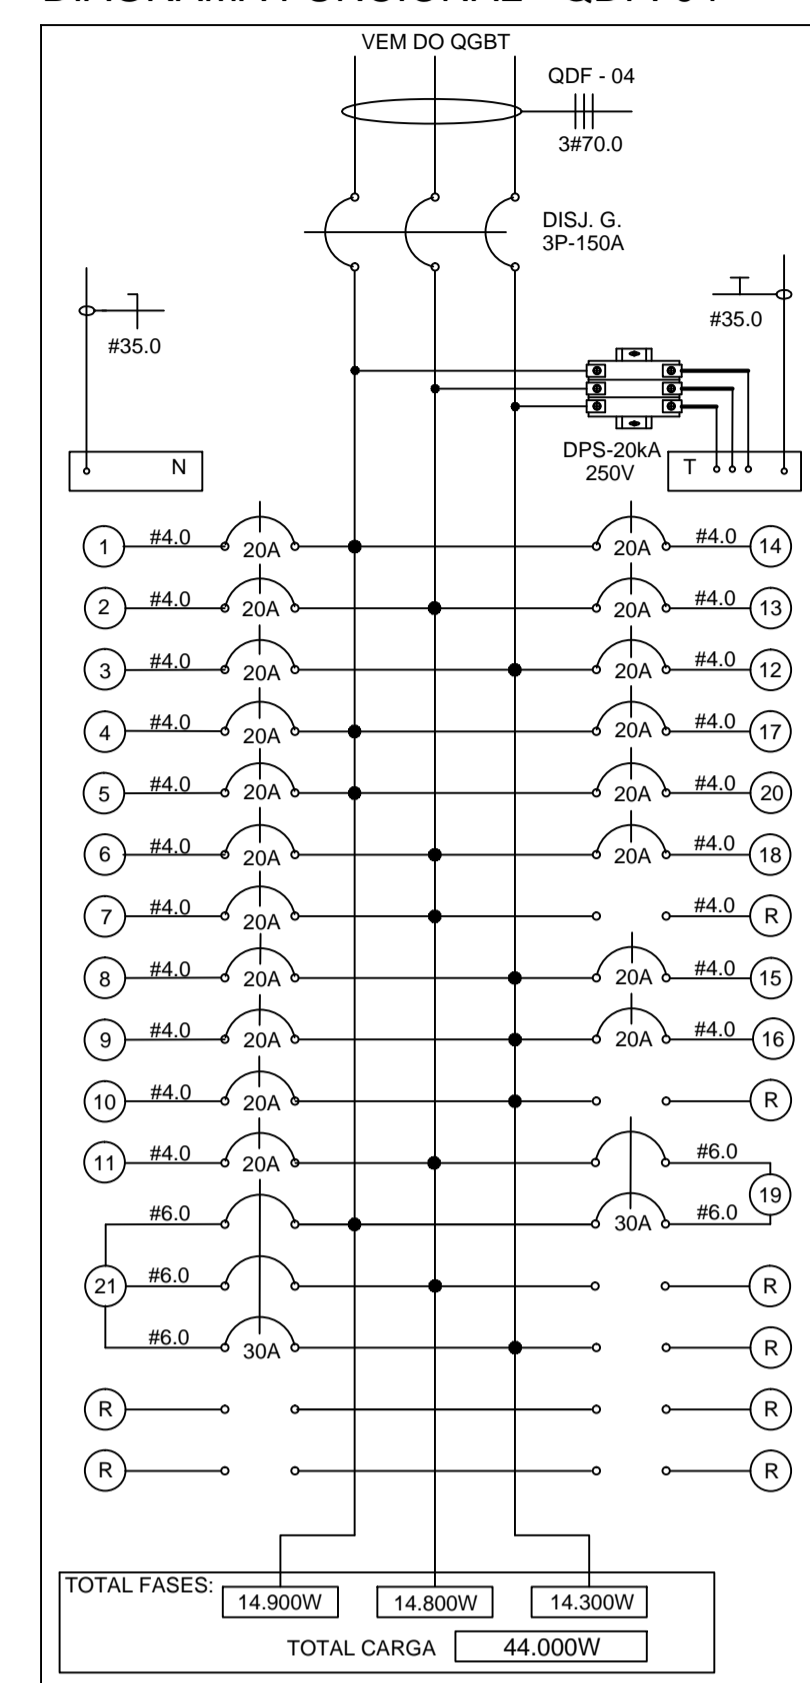 VEM DO QGBT
QDF - 04
3#70.0
DISJ. G.
3P-150A
#35.0
#35.0
DPS-20kA
250V
N
T
1 #4.0 20A 20A #4.0 14
2 #4.0 20A 20A #4.0 13
3 #4.0 20A 20A #4.0 12
4 #4.0 20A 20A #4.0 17
5 #4.0 20A 20A #4.0 20
6 #4.0 20A 20A #4.0 18
7 #4.0 20A #4.0 R
8 #4.0 20A 20A #4.0 15
9 #4.0 20A 20A #4.0 16
10 #4.0 20A R
11 #4.0 20A #6.0
19
#6.0 30A #6.0
21 #6.0 R
#6.0 30A R
R R
R R
TOTAL FASES: 14.900W 14.800W 14.300W
TOTAL CARGA 44.000W